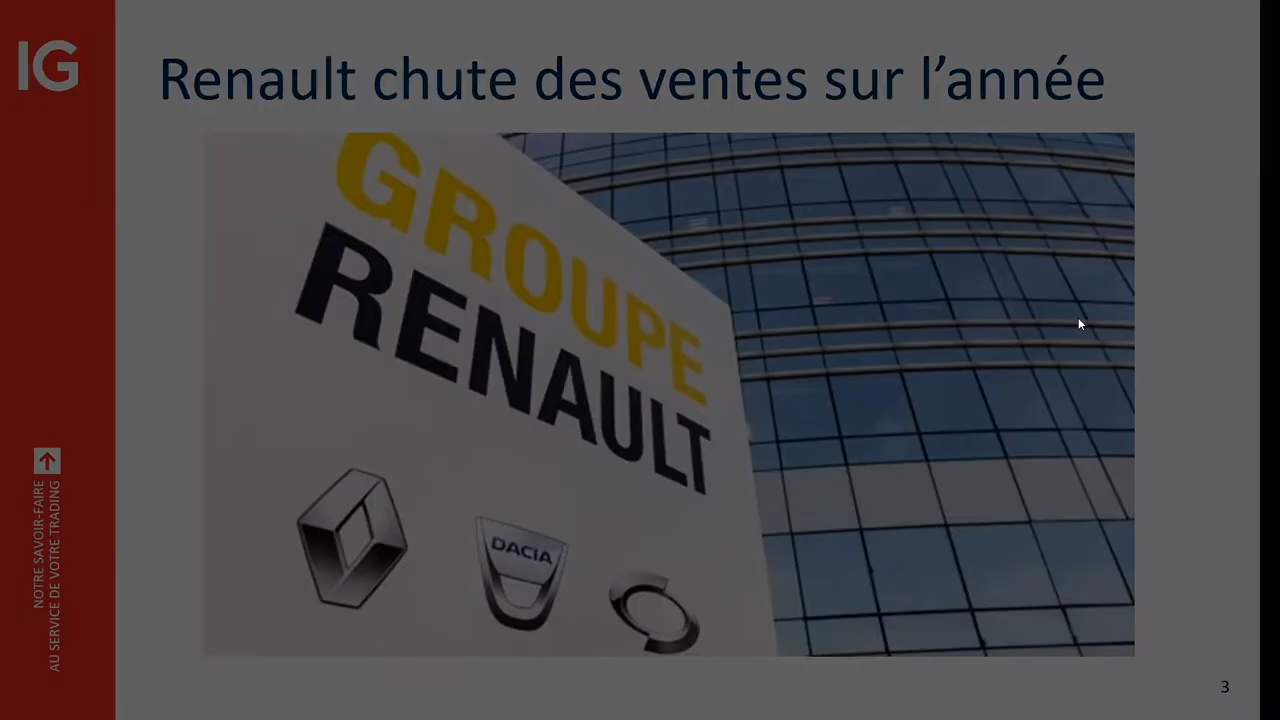 IG
Renault chute des ventes sur l’année
GROUPE
RENAULT
DACIA
NOTRE SAVOIR-FAIRE
AU SERVICE DE VOTRE TRADING
3